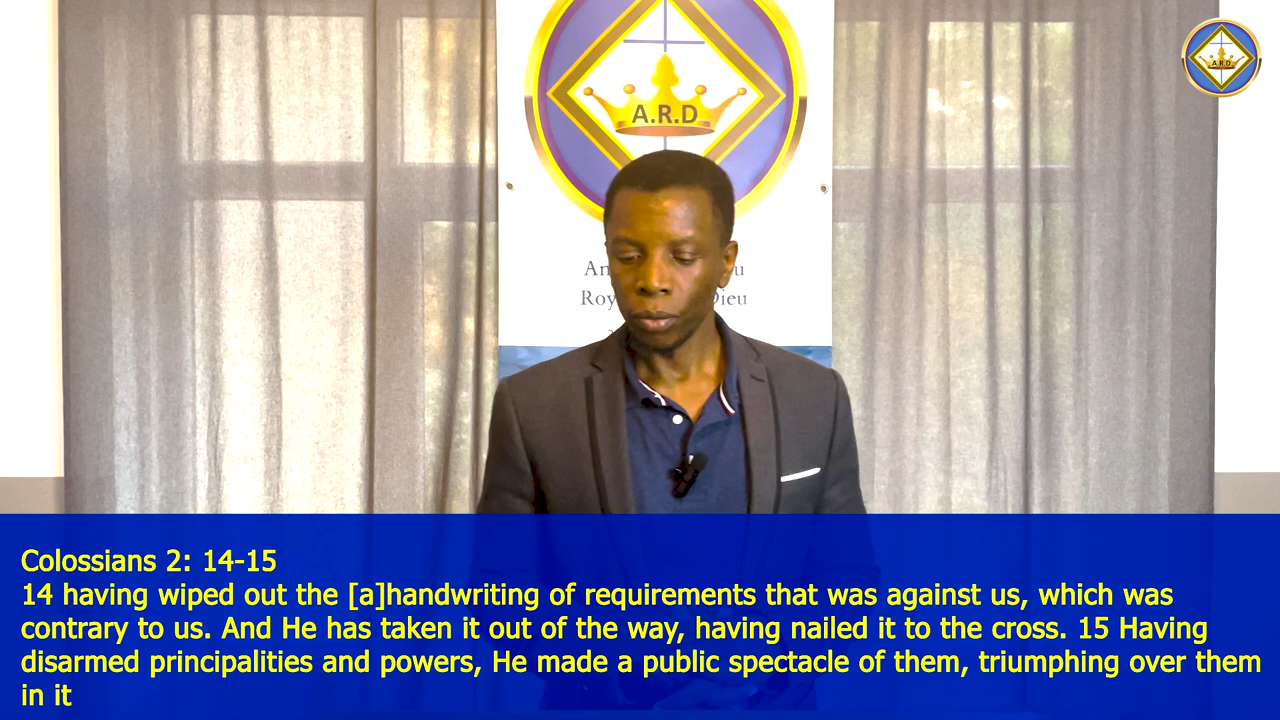 A.R.D
A.R.D
Roy Dieu
Colossians 2: 14-15
14 having wiped out the [a]handwriting of requirements that was against us, which was
contrary to us. And He has taken it out of the way, having nailed it to the cross. 15 Having
disarmed principalities and powers, He made a public spectacle of them, triumphing over them
in it